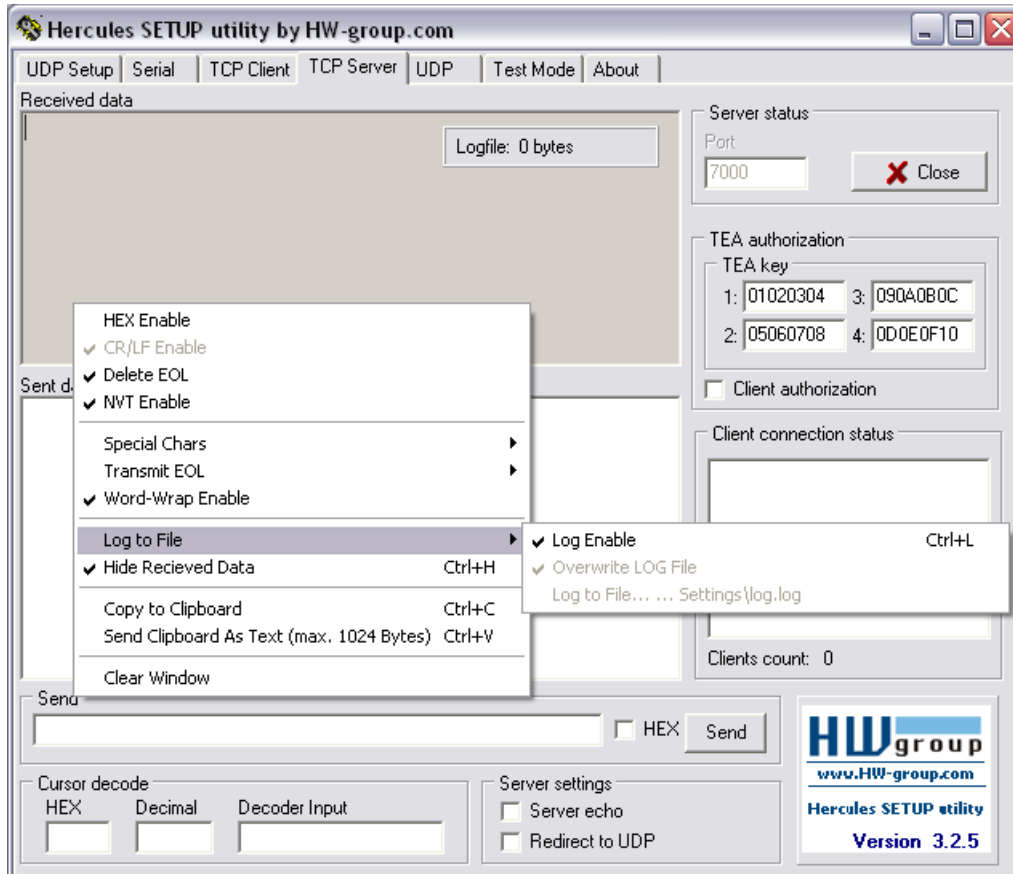 Hercules SETUP utility by HW-group.com
UDP Setup Serial TCP Client TCP Server UDP Test Mode About
Received data
Logfile: 0 bytes
Server status
Port
7000 Close
TEA authorization
TEA key
1: 01020304 3: 090A0B0C
2: 05060708 4: 0D0E0F10
Client authorization
HEX Enable
CR/LF Enable
Delete EOL
NVT Enable
Special Chars
Transmit EOL
Word-Wrap Enable
Log to File
Hide Recieved Data Ctrl+H
Copy to Clipboard Ctrl+C
Send Clipboard As Text (max. 1024 Bytes) Ctrl+V
Clear Window
Log Enable Ctrl+L
Overwrite LOG File
Log to File... ... Settings\log.log
Sent d
Client connection status
Clients count: 0
Send
HEX Send
Cursor decode
HEX Decimal Decoder Input
Server settings
Server echo
Redirect to UDP
HW group
www.HW-group.com
Hercules SETUP utility
Version 3.2.5